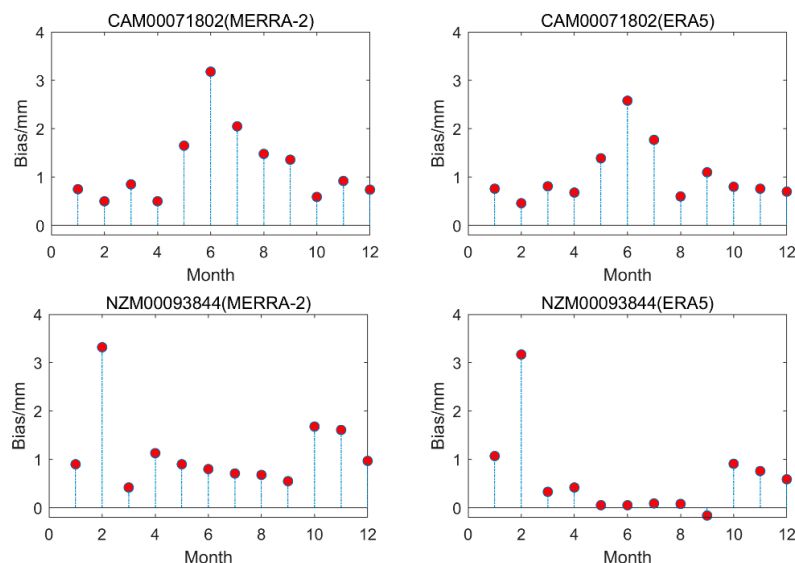 CAM00071802(MERRA-2)
4
3
2
1
0
Bias/mm
0 2 4 6 8 10 12
Month
CAM00071802(ERA5)
4
3
2
1
0
Bias/mm
0 2 4 6 8 10 12
Month
NZM00093844(MERRA-2)
4
3
2
1
0
Bias/mm
0 2 4 6 8 10 12
Month
NZM00093844(ERA5)
4
3
2
1
0
Bias/mm
0 2 4 6 8 10 12
Month